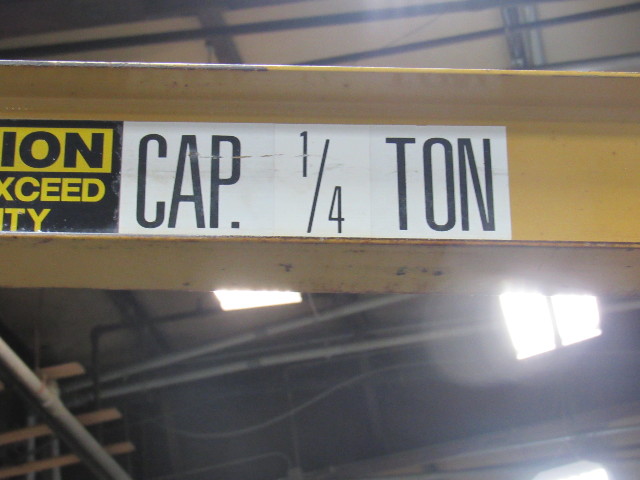 ION
XCEED
ITY
CAP. 1/4 TON